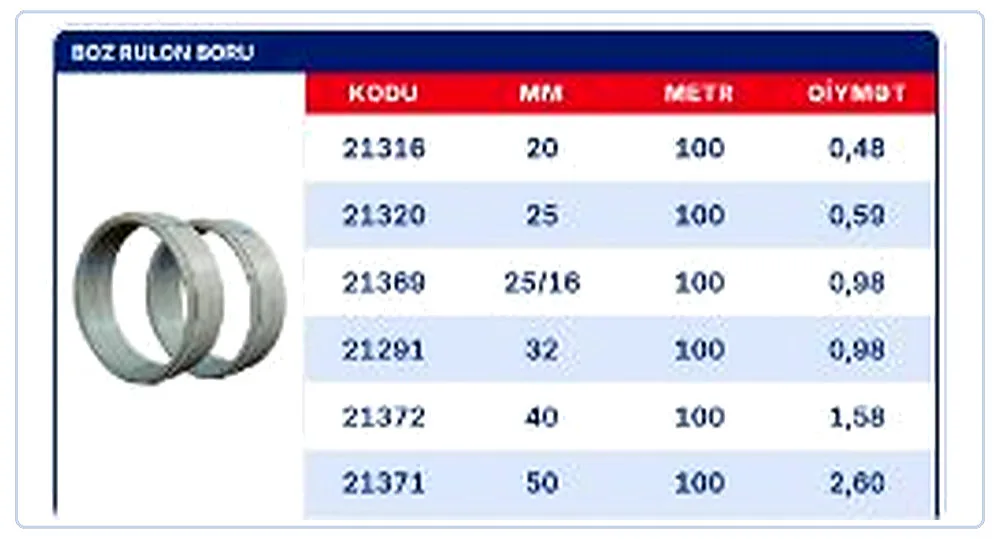 BOZ RULON BORU
KODU MM METR QİYMƏT
21316 20 100 0,48
21320 25 100 0,59
21369 25/16 100 0,98
21291 32 100 0,98
21372 40 100 1,58
21371 50 100 2,60